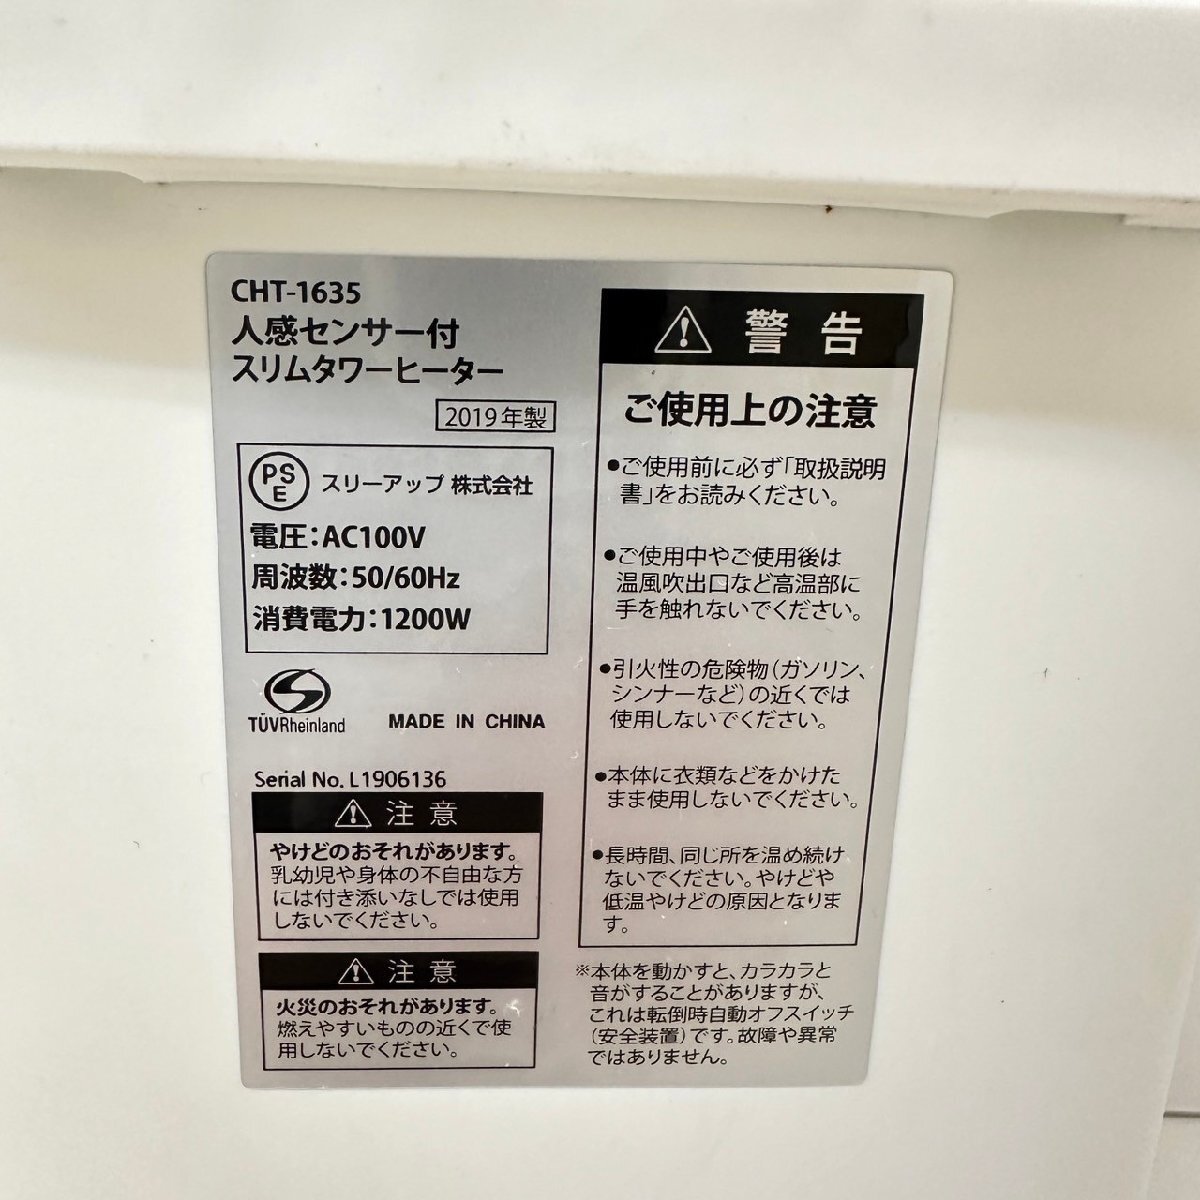 CHT-1635
人感センサー付
スリムタワーヒーター
2019年製
PS
E
スリーアップ 株式会社
電圧:AC100V
周波数:50/60Hz
消費電力:1200W
TÜVRheinland
MADE IN CHINA
Serial No. L1906136
注意
やけどのおそれがあります。
乳幼児や身体の不自由な方
には付き添いなしでは使用
しないでください。
注意
火災のおそれがあります。
燃えやすいものの近くで使
用しないでください。
警告
ご使用上の注意
●ご使用前に必ず「取扱説明
書」をお読みください。
●ご使用中やご使用後は
温風吹出口など高温部に
手を触れないでください。
●引火性の危険物(ガソリン、
シンナーなど)の近くでは
使用しないでください。
●本体に衣類などをかけた
まま使用しないでください。
●長時間、同じ所を温め続け
ないでください。やけどや
低温やけどの原因となりま
す。
※本体を動かすと、カラカラと
音がすることがありますが、
これは転倒時自動オフスイッチ
(安全装置)です。故障や異常
ではありません。